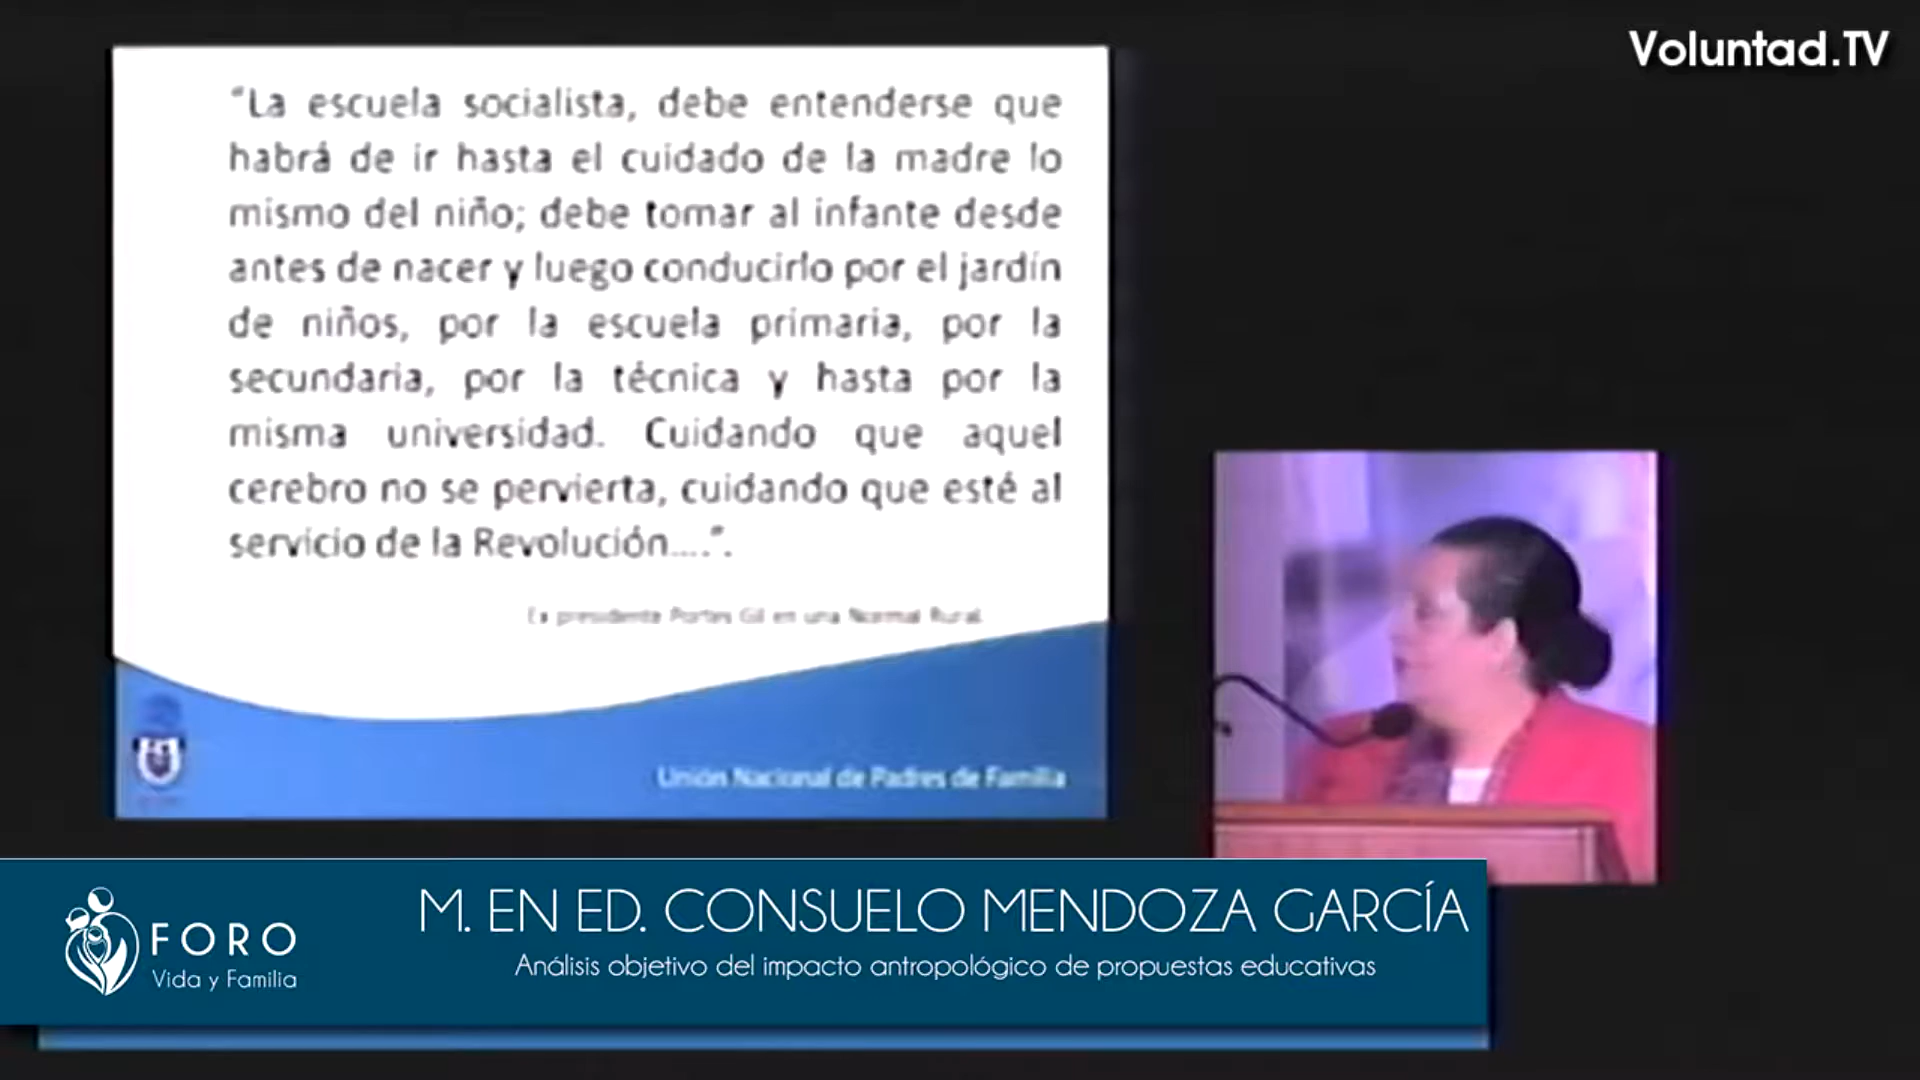 Voluntad.TV
“La escuela socialista, debe entenderse que
habrá de ir hasta el cuidado de la madre lo
mismo del niño; debe tomar al infante desde
antes de nacer y luego conducirlo por el jardín
de niños, por la escuela primaria, por la
secundaria, por la técnica y hasta por la
misma universidad. Cuidando que aquel
cerebro no se pervierta, cuidando que esté al
servicio de la Revolución....”.
Ex presidente Portes Gil en una Normal Rural.
Unión Nacional de Padres de Familia
FORO
Vida y Familia
M. EN ED. CONSUELO MENDOZA GARCÍA
Análisis objetivo del impacto antropológico de propuestas educativas